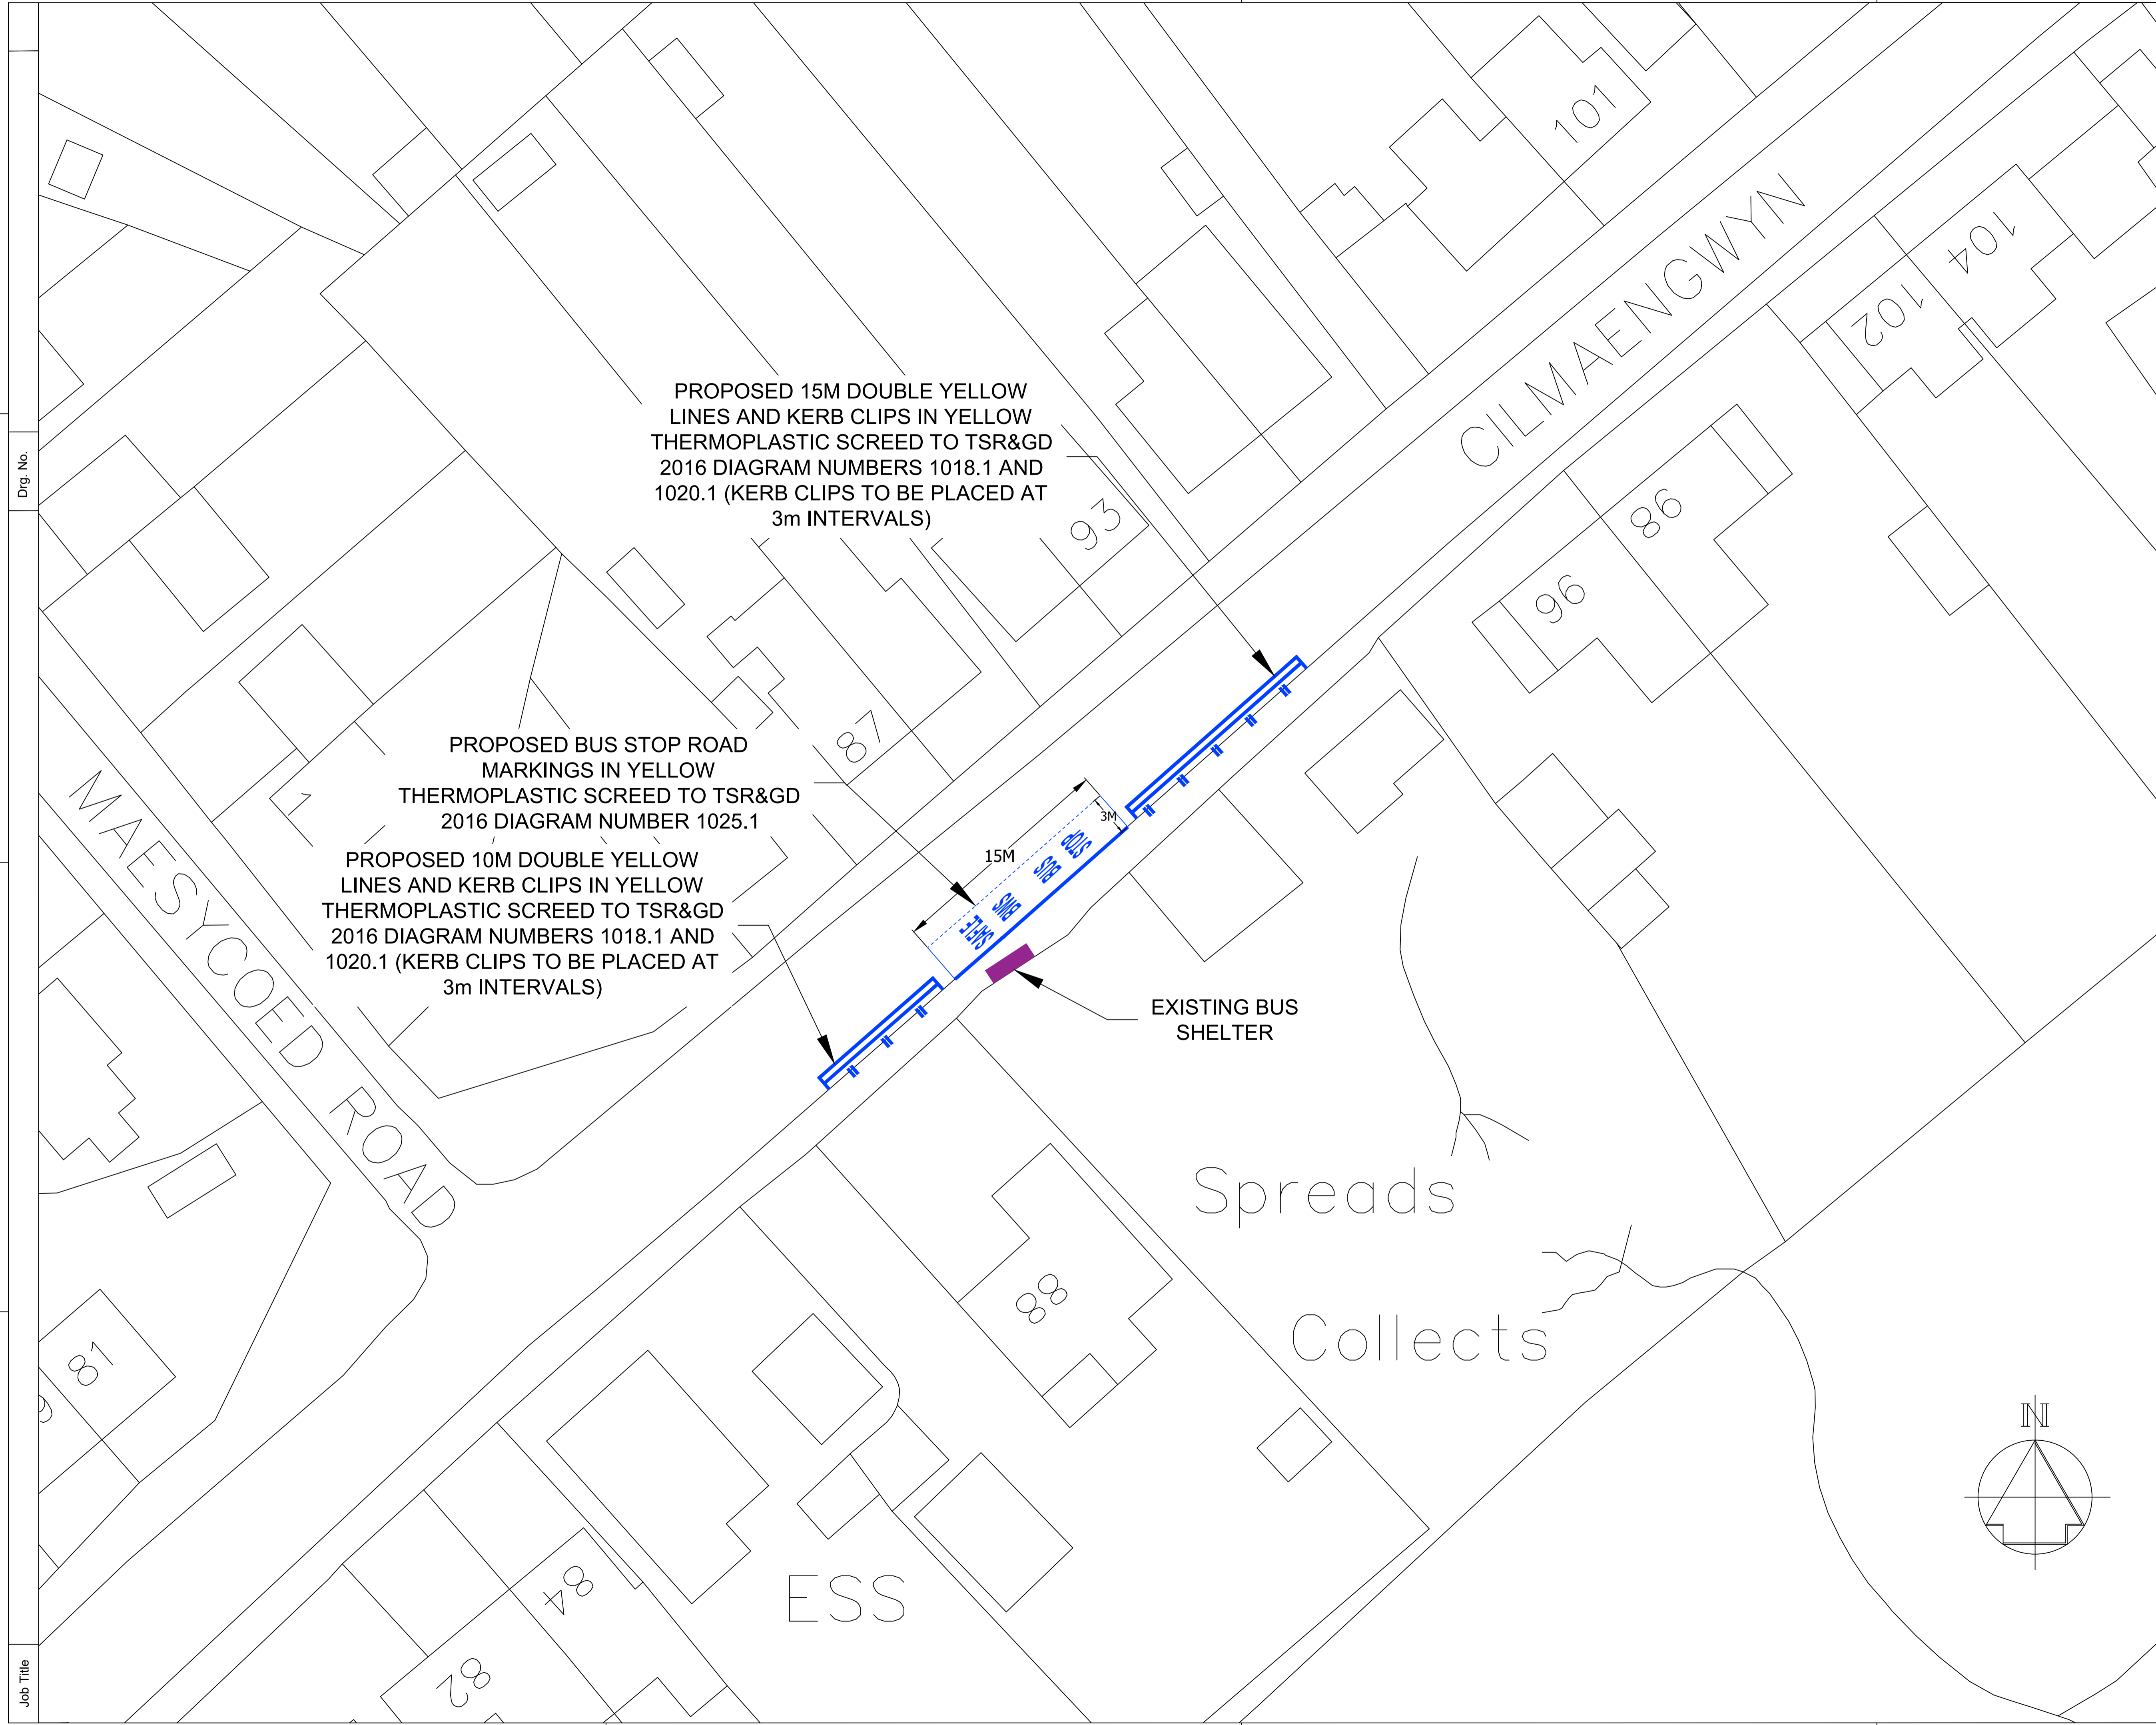 101
CILMAENGWYN
104
102
PROPOSED 15M DOUBLE YELLOW
LINES AND KERB CLIPS IN YELLOW
THERMOPLASTIC SCREED TO TSR&GD
2016 DIAGRAM NUMBERS 1018.1 AND
1020.1 (KERB CLIPS TO BE PLACED AT
3m INTERVALS)
93
98
96
Drg. No.
87
PROPOSED BUS STOP ROAD
MARKINGS IN YELLOW
THERMOPLASTIC SCREED TO TSR&GD
2016 DIAGRAM NUMBER 1025.1
1
MAESYCOED ROAD
3M
15M
BUS STOP
SAFLE BWS
PROPOSED 10M DOUBLE YELLOW
LINES AND KERB CLIPS IN YELLOW
THERMOPLASTIC SCREED TO TSR&GD
2016 DIAGRAM NUMBERS 1018.1 AND
1020.1 (KERB CLIPS TO BE PLACED AT
3m INTERVALS)
EXISTING BUS
SHELTER
Spreads
Collects
88
81
N
ESS
84
82
Job Title